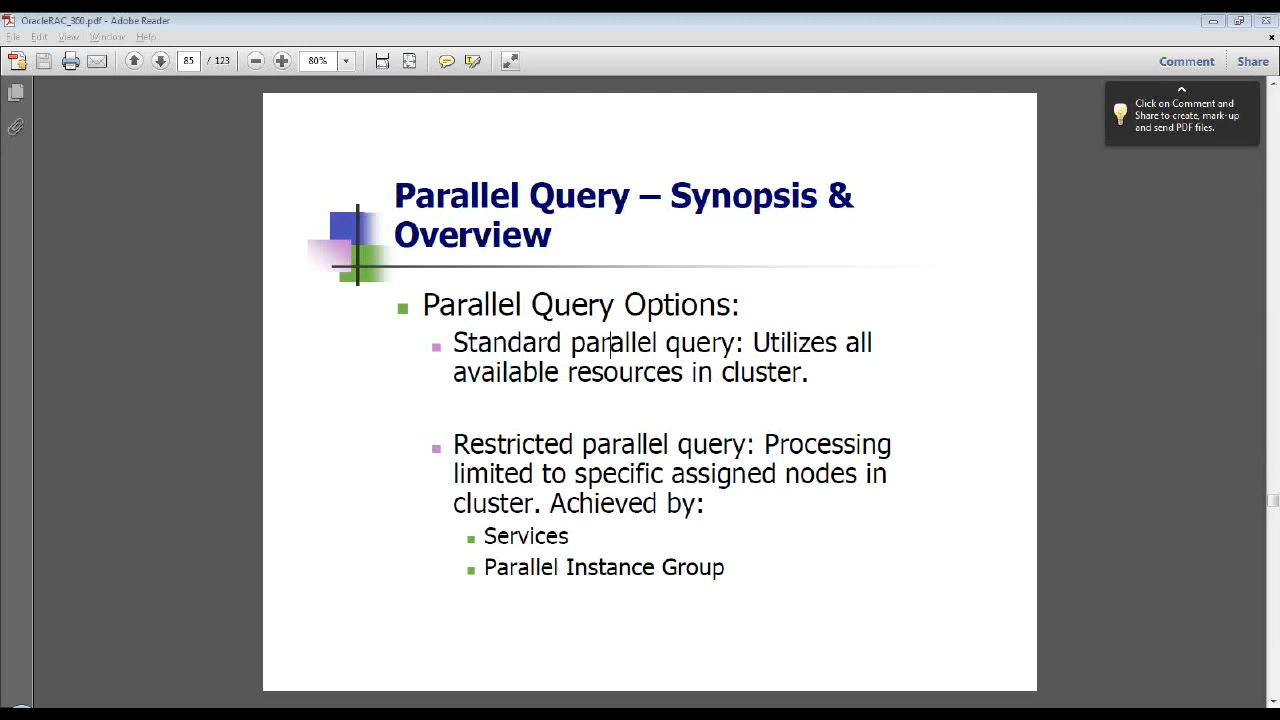 OracleRAC_360.pdf - Adobe Reader
File Edit View Window Help
85 / 123 80% Comment Share
Click on Comment and
Share to create, mark-up
and send PDF files.
Parallel Query – Synopsis &
Overview
Parallel Query Options:
Standard parallel query: Utilizes all
available resources in cluster.
Restricted parallel query: Processing
limited to specific assigned nodes in
cluster. Achieved by:
Services
Parallel Instance Group